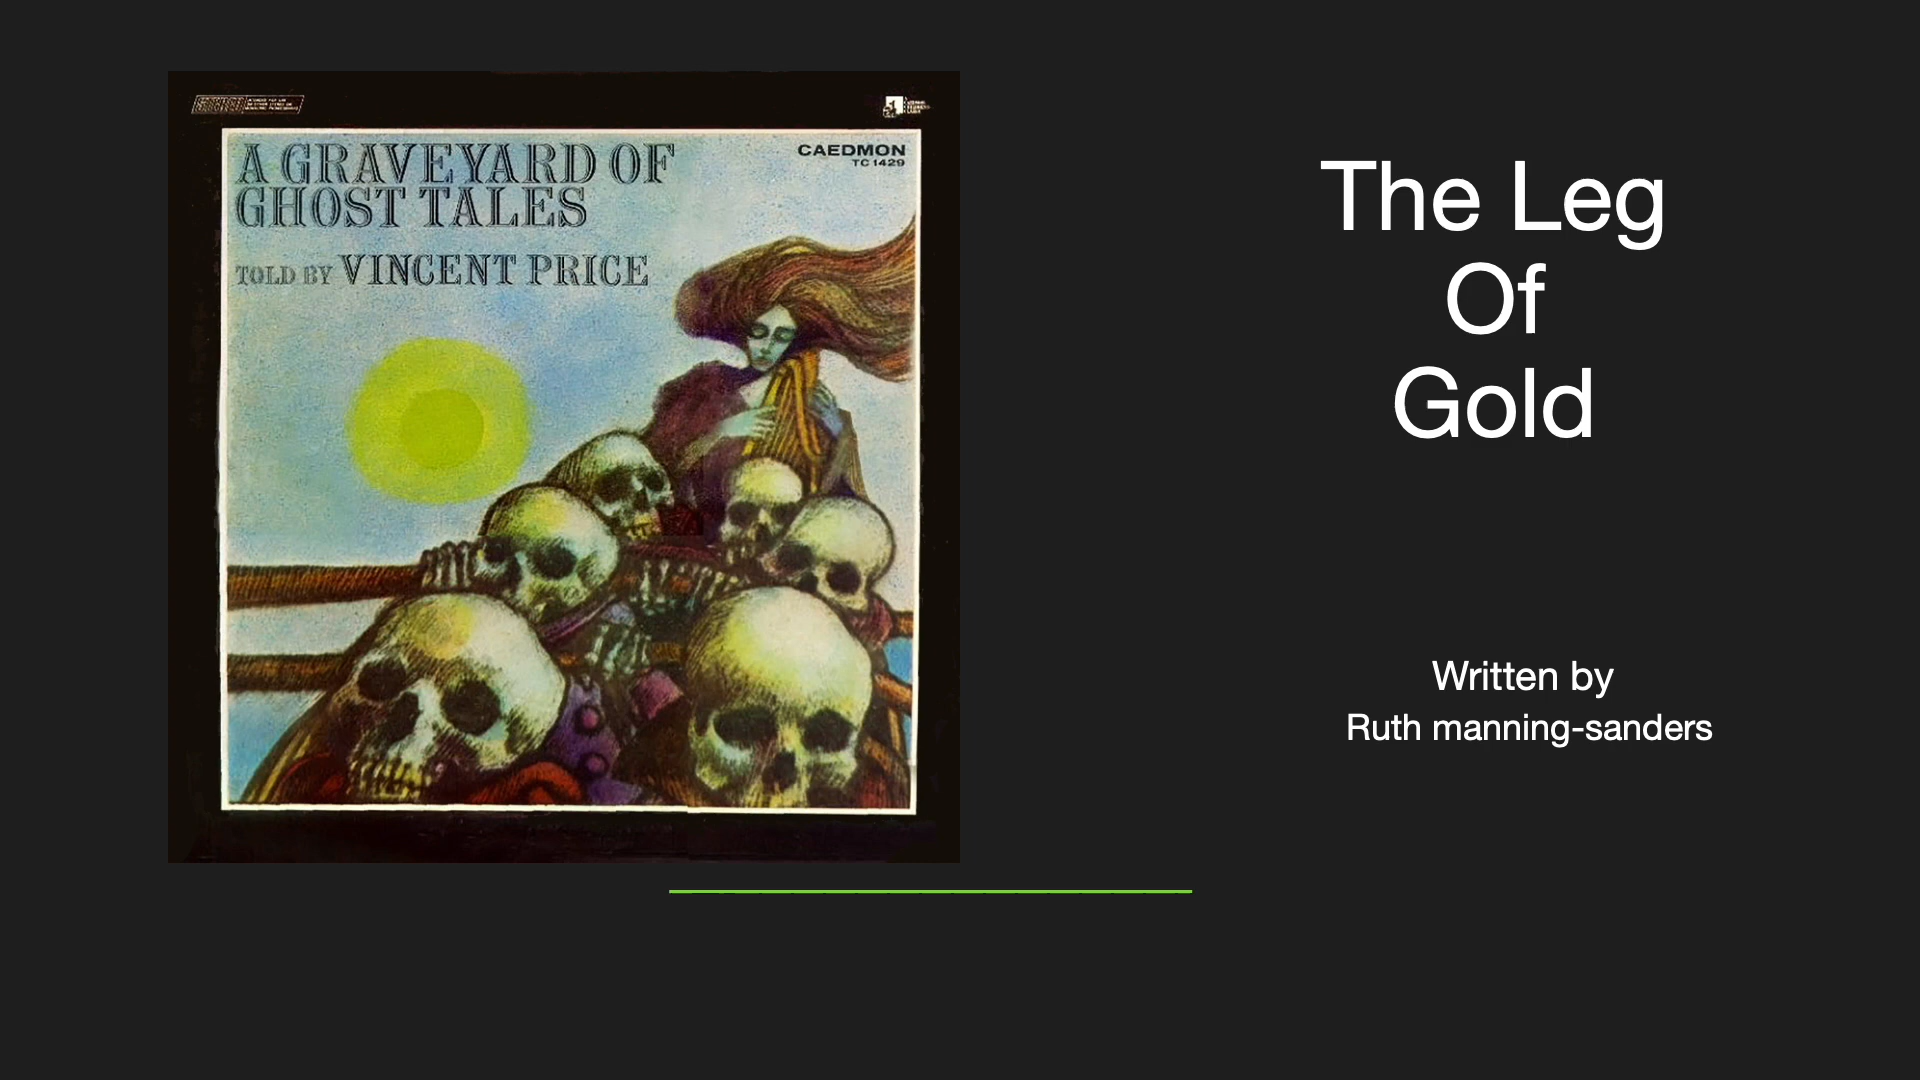 A GRAVEYARD OF
GHOST TALES
TOLD BY VINCENT PRICE
CAEDMON
TC 1429
The Leg
Of
Gold
Written by
Ruth manning-sanders